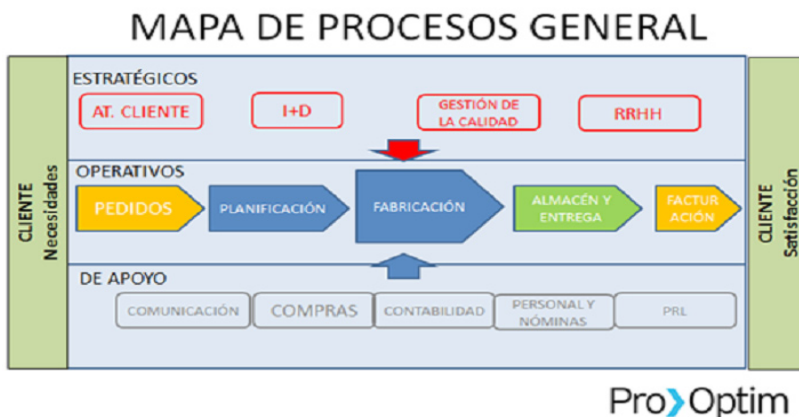 MAPA DE PROCESOS GENERAL
CLIENTE
Necesidades
ESTRATÉGICOS
AT. CLIENTE
I+D
GESTIÓN DE
LA CALIDAD
RRHH
OPERATIVOS
PEDIDOS
PLANIFICACIÓN
FABRICACIÓN
ALMACÉN Y
ENTREGA
FACTUR
ACIÓN
DE APOYO
COMUNICACIÓN
COMPRAS
CONTABILIDAD
PERSONAL Y
NÓMINAS
PRL
CLIENTE
Satisfacción
Pro Optim